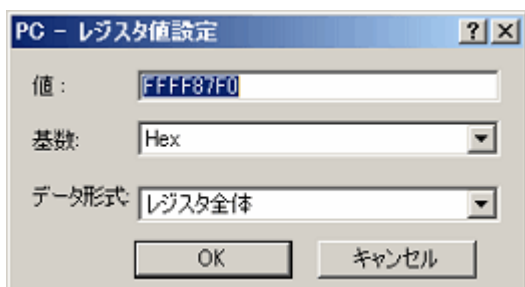 PC - レジスタ値設定
値:
FFFF87F0
基数:
Hex
データ形式:
レジスタ全体
OK
キャンセル